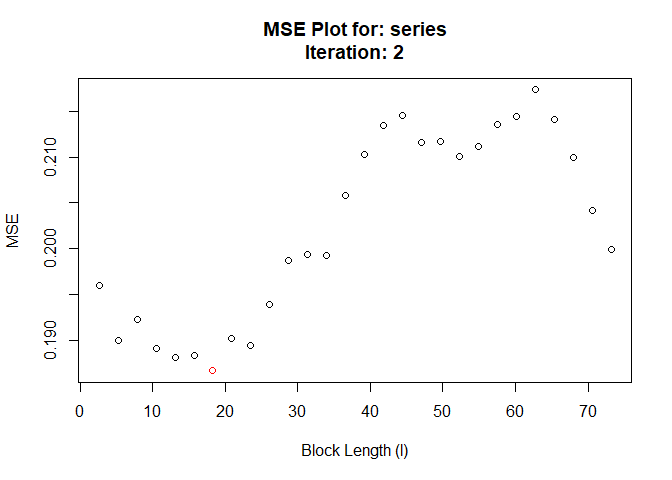 MSE Plot for: series
Iteration: 2
MSE
0.210
0.200
0.190
0 10 20 30 40 50 60 70
Block Length (l)